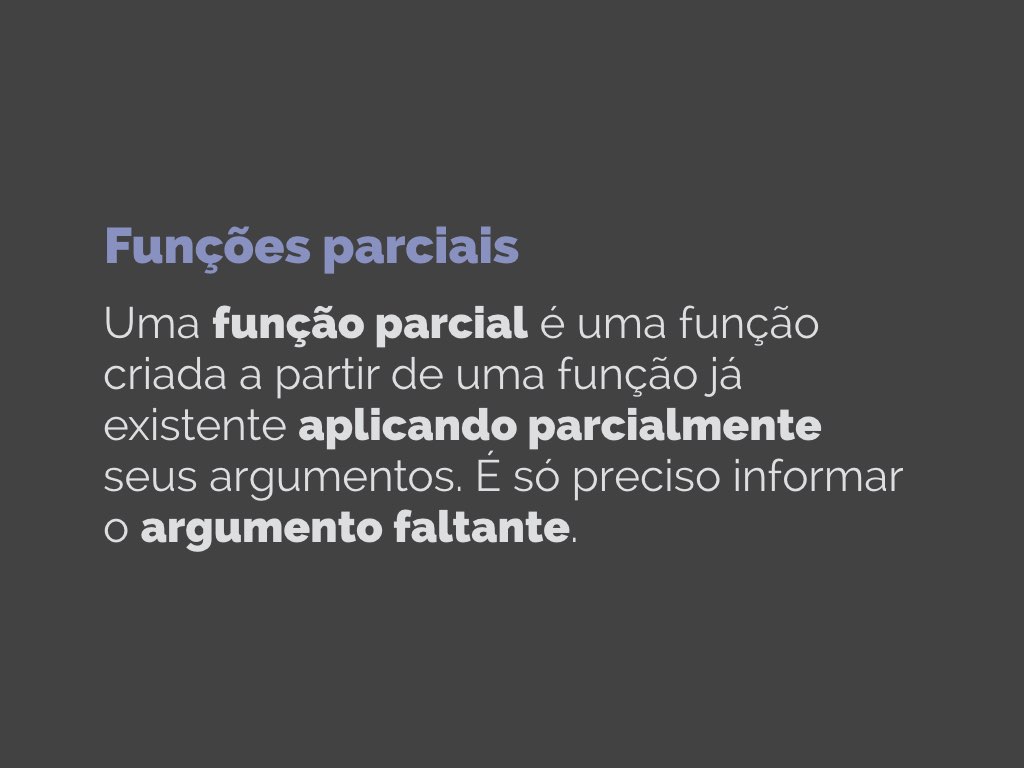 Funções parciais
Uma função parcial é uma função
criada a partir de uma função já
existente aplicando parcialmente
seus argumentos. É só preciso informar
o argumento faltante.